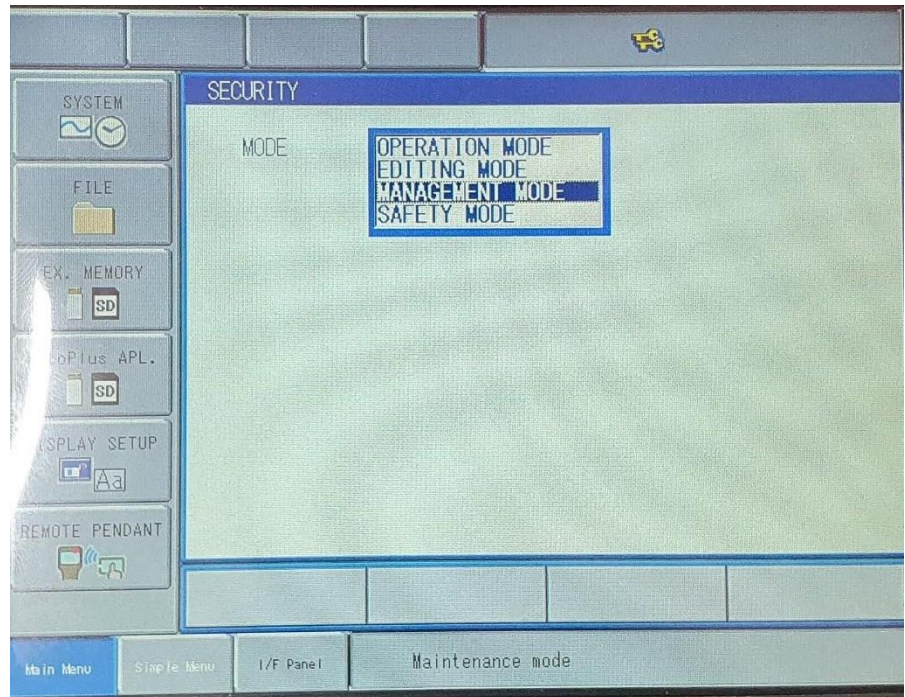 SYSTEM
SECURITY
MODE
OPERATION MODE
EDITING MODE
MANAGEMENT MODE
SAFETY MODE
FILE
EX. MEMORY
SD
oPlus APL.
SD
SPLAY SETUP
Aa
REMOTE PENDANT
Main Menu
Simple Menu
I/F Panel
Maintenance mode